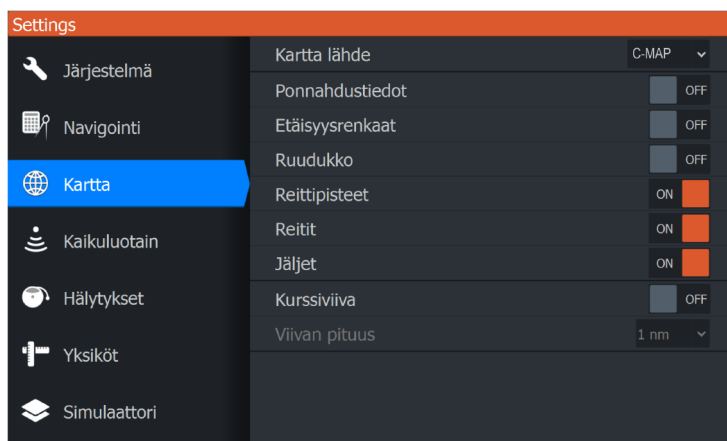 Settings
Järjestelmä
Navigointi
Kartta
Kaikuluotain
Hälytykset
Yksiköt
Simulaattori
Kartta lähde C-MAP
Ponnahdustiedot OFF
Etäisyysrenkaat OFF
Ruudukko OFF
Reittipisteet ON
Reitit ON
Jäljet ON
Kurssiviiva OFF
Viivan pituus 1 nm